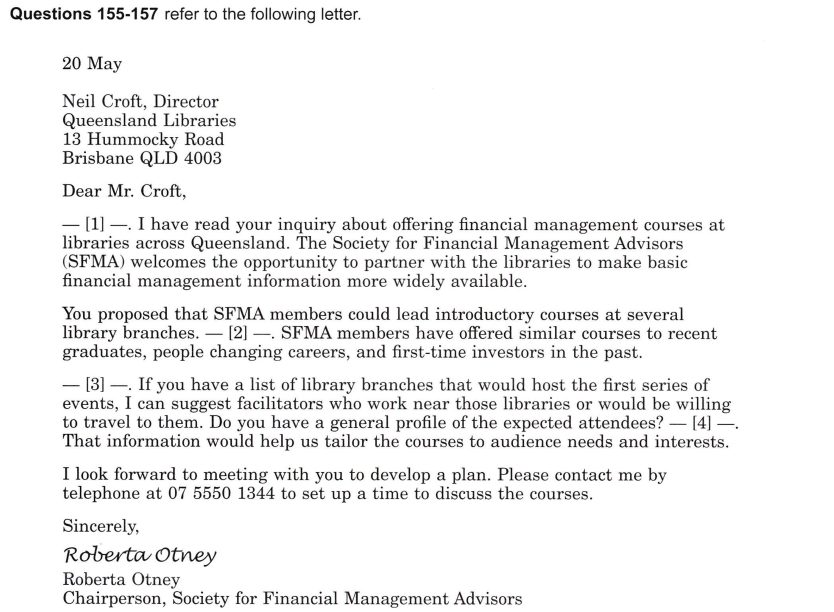 Questions 155-157 refer to the following letter.
20 May
Neil Croft, Director
Queensland Libraries
13 Hummocky Road
Brisbane QLD 4003
Dear Mr. Croft,
— [1] —. I have read your inquiry about offering financial management courses at
libraries across Queensland. The Society for Financial Management Advisors
(SFMA) welcomes the opportunity to partner with the libraries to make basic
financial management information more widely available.
You proposed that SFMA members could lead introductory courses at several
library branches. — [2] —. SFMA members have offered similar courses to recent
graduates, people changing careers, and first-time investors in the past.
— [3] —. If you have a list of library branches that would host the first series of
events, I can suggest facilitators who work near those libraries or would be willing
to travel to them. Do you have a general profile of the expected attendees? — [4] —.
That information would help us tailor the courses to audience needs and interests.
I look forward to meeting with you to develop a plan. Please contact me by
telephone at 07 5550 1344 to set up a time to discuss the courses.
Sincerely,
Roberta Otney
Roberta Otney
Chairperson, Society for Financial Management Advisors